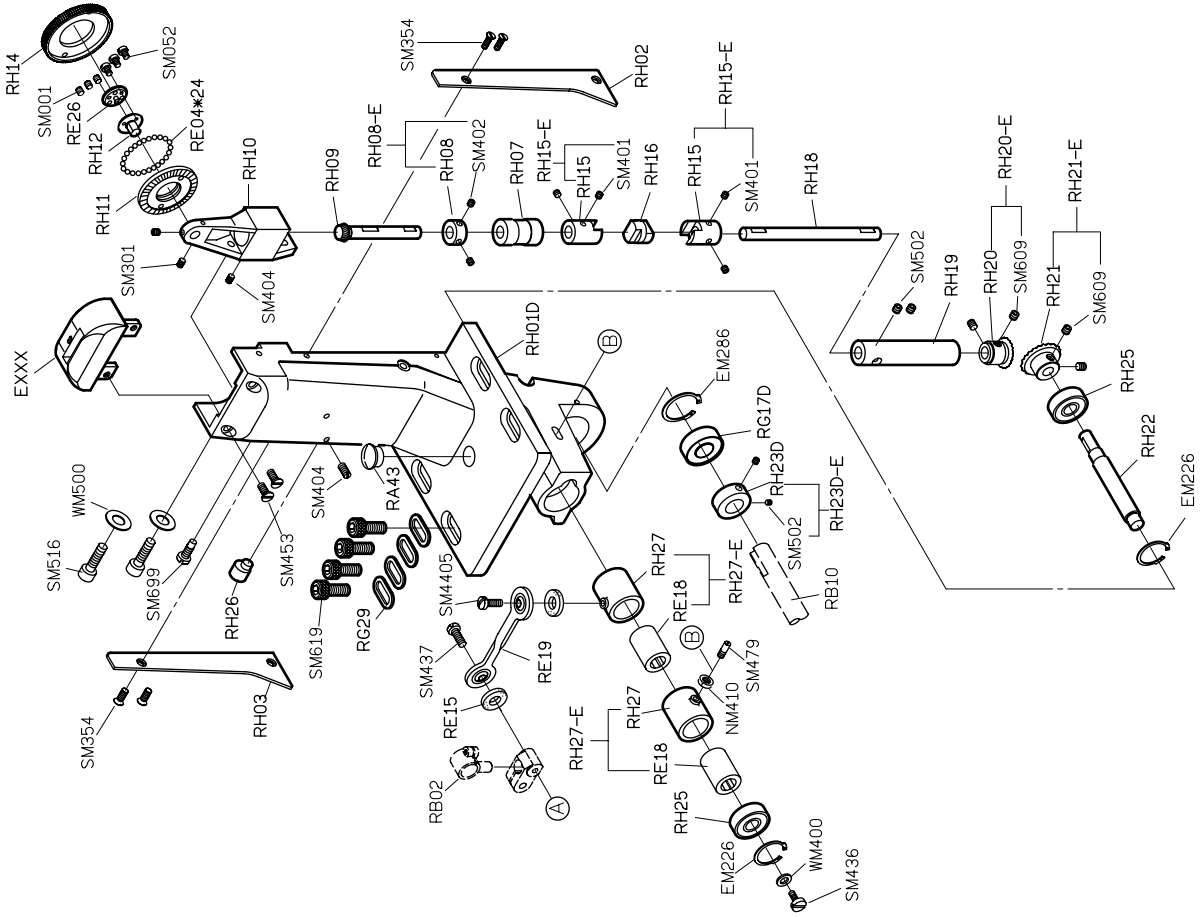 RH14
SM001
RE26
RH12
SM052
RE04*24
RH11
RH10
SM301
SM404
EXXX
RH09
RH08-E
RH08
SM402
SM354
RH02
RH07
RH15-E
RH15
SM401
RH16
RH15-E
RH15
SM401
RH18
SM502
RH19
RH20-E
RH20
SM609
RH21-E
RH21
SM609
RH25
RH22
EM226
RH01D
B
EM286
RG17D
RH23D
RH23D-E
SM502
RB10
WM500
SM516
SM699
RH26
SM453
SM404
RA43
SM619
RG29
SM354
RH03
SM4405
SM437
RE19
RE15
RB02
A
RH27
RE18
RH27-E
B
SM479
NM410
RH27-E
RH27
RE18
RH25
EM226
WM400
SM436